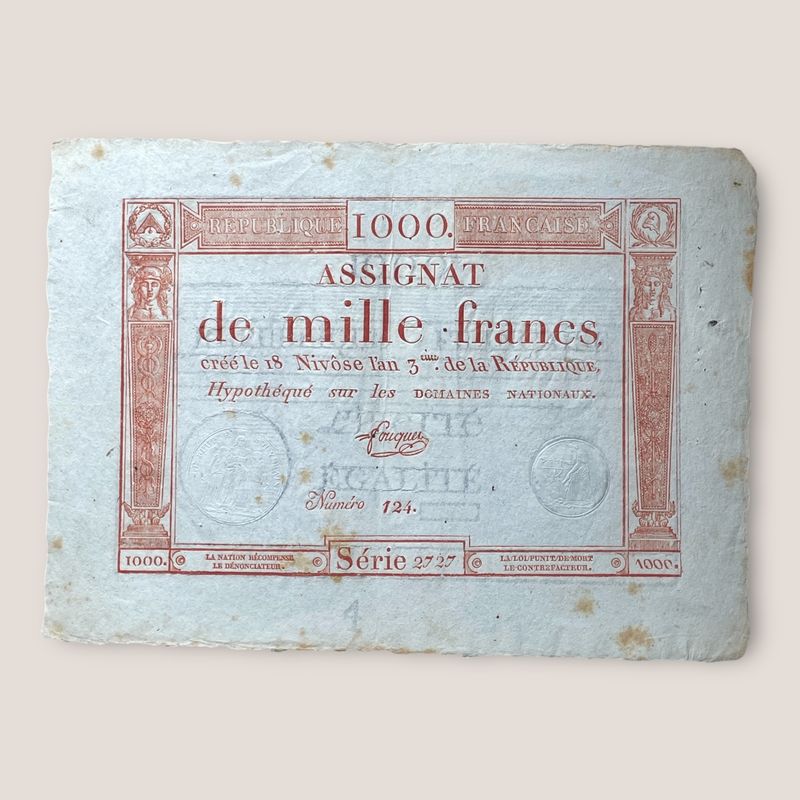 RÉPUBLIQUE 1000. FRANÇAISE
ASSIGNAT
de mille francs,
créé le 18 Nivôse l'an 3eme. de la RÉPUBLIQUE,
Hypothéqué sur les DOMAINES NATIONAUX.
Numéro 124.
1000.
LA NATION RÉCOMPENSE
LE DÉNONCIATEUR.
Série 2727
LA LOI PUNIT DE MORT
LE CONTREFACTEUR.
1000.
ÉGALITÉ